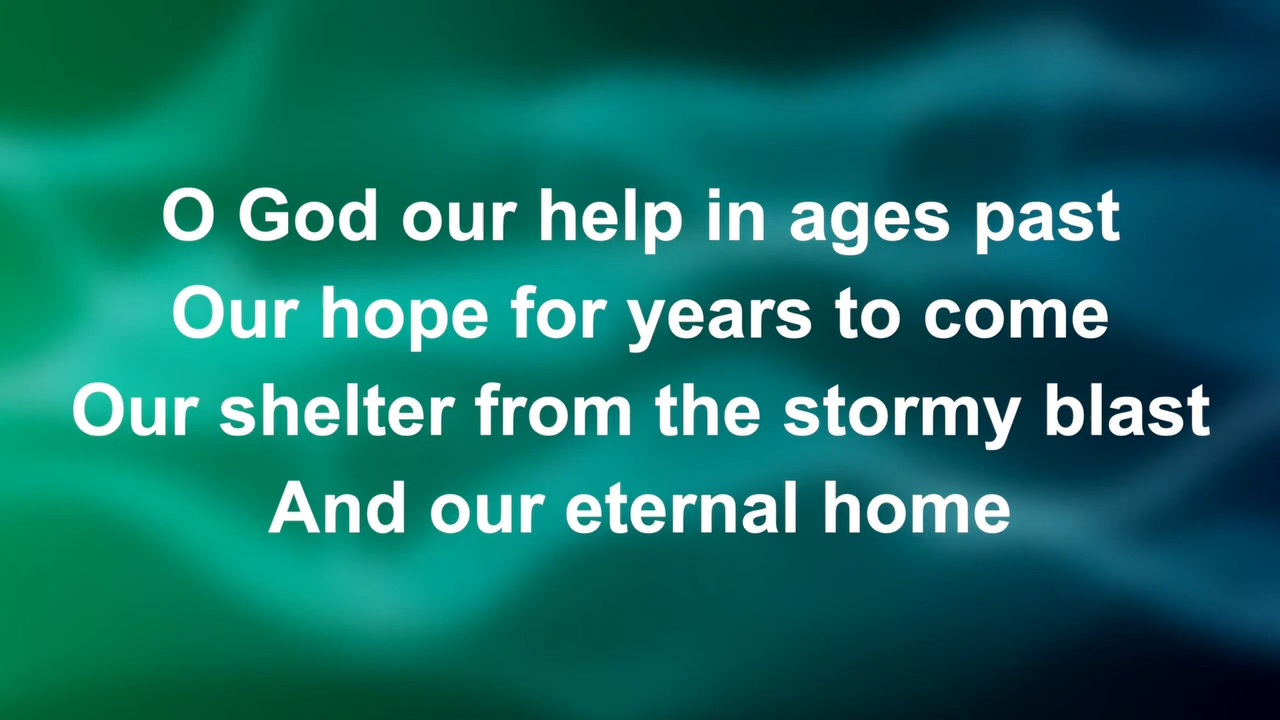 O God our help in ages past
Our hope for years to come
Our shelter from the stormy blast
And our eternal home